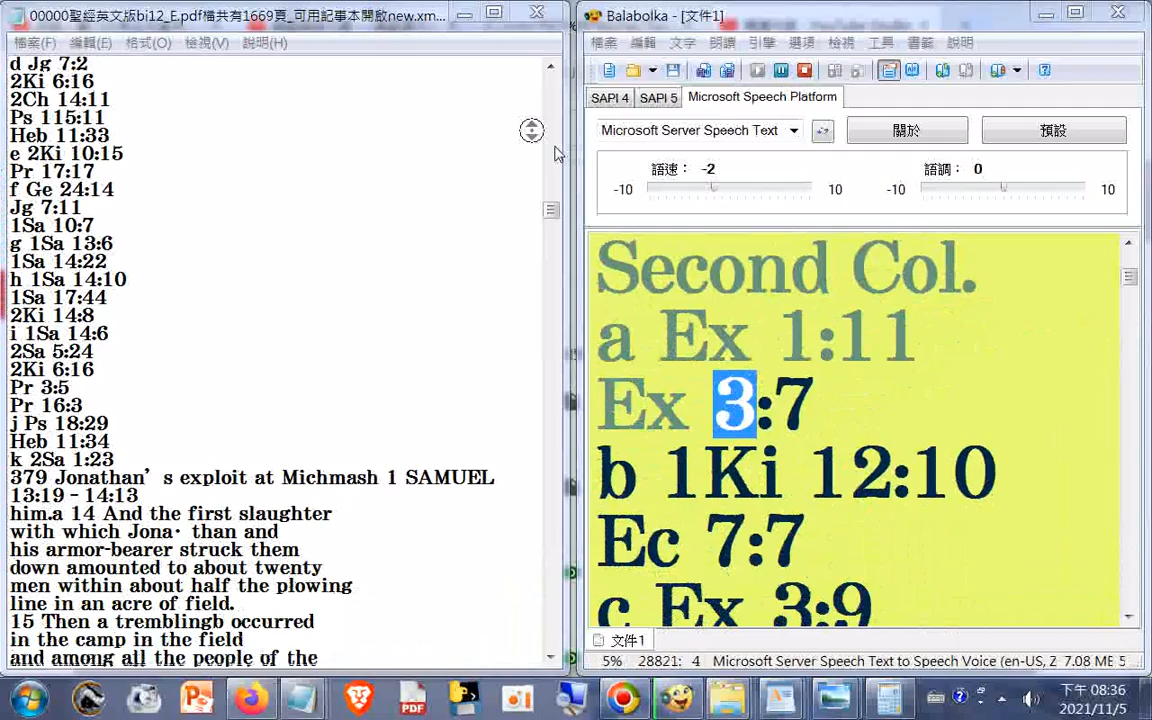 00000聖經英文版bi12_E.pdf檔共有1669頁_可用記事本開啟new.xm...
檔案(F) 編輯(E) 格式(O) 檢視(V) 說明(H)
d Jg 7:2
2Ki 6:16
2Ch 14:11
Ps 115:11
Heb 11:33
e 2Ki 10:15
Pr 17:17
f Ge 24:14
Jg 7:11
1Sa 10:7
g 1Sa 13:6
1Sa 14:22
h 1Sa 14:10
1Sa 17:44
2Ki 14:8
i 1Sa 14:6
2Sa 5:24
2Ki 6:16
Pr 3:5
Pr 16:3
j Ps 18:29
Heb 11:34
k 2Sa 1:23
379 Jonathan’s exploit at Michmash 1 SAMUEL
13:19–14:13
him.a 14 And the first slaughter
with which Jona· than and
his armor-bearer struck them
down amounted to about twenty
men within about half the plowing
line in an acre of field.
15 Then a tremblingb occurred
in the camp in the field
and among all the people of the
Balabolka - [文件1]
檔案 編輯 文字 朗讀 引擎 選項 檢視 工具 書籤 說明
SAPI 4 SAPI 5 Microsoft Speech Platform
Microsoft Server Speech Text 關於 預設
語速： -2 語調： 0
-10 10 -10 10
Second Col.
a Ex 1:11
Ex 3:7
b 1Ki 12:10
Ec 7:7
c Ex 3:9
文件1
5% 28821: 4 Microsoft Server Speech Text to Speech Voice (en-US, Z 7.08 MB 5
PDF
下午 08:36
2021/11/5